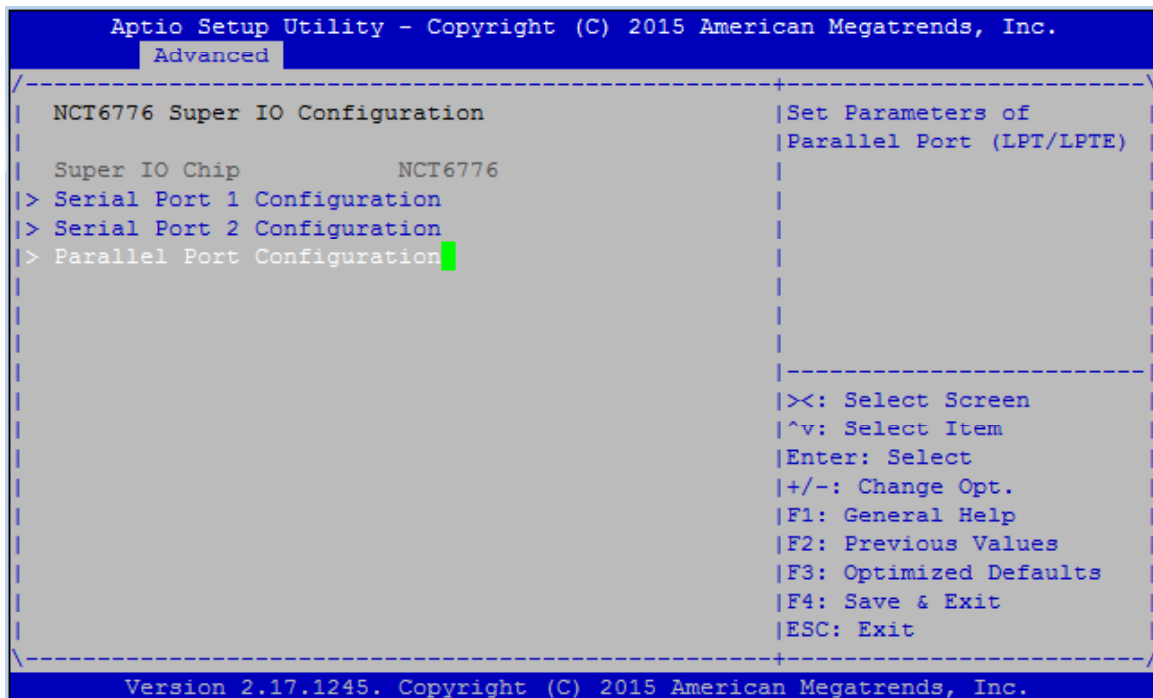 Aptio Setup Utility - Copyright (C) 2015 American Megatrends, Inc.
Advanced
/----------------------------------------------------+-------------------------\
| NCT6776 Super IO Configuration |Set Parameters of
| |Parallel Port (LPT/LPTE) |
| Super IO Chip NCT6776 | |
|> Serial Port 1 Configuration | |
|> Serial Port 2 Configuration | |
|> Parallel Port Configuration | |
| | |
| | |
| | |
| |-------------------------|
| |><: Select Screen |
| |^v: Select Item |
| |Enter: Select |
| |+/-: Change Opt. |
| |F1: General Help |
| |F2: Previous Values |
| |F3: Optimized Defaults |
| |F4: Save & Exit |
| |ESC: Exit |
\----------------------------------------------------+-------------------------/
Version 2.17.1245. Copyright (C) 2015 American Megatrends, Inc.